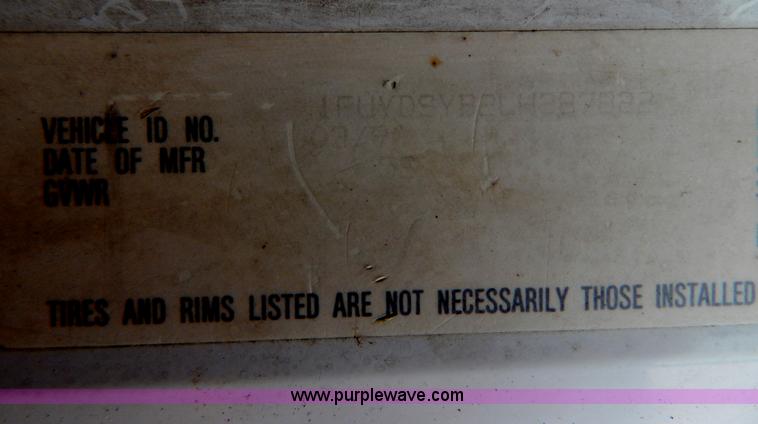 VEHICLE ID NO.
DATE OF MFR
GVWR
TIRES AND RIMS LISTED ARE NOT NECESSARILY THOSE INSTALLED
www.purplewave.com